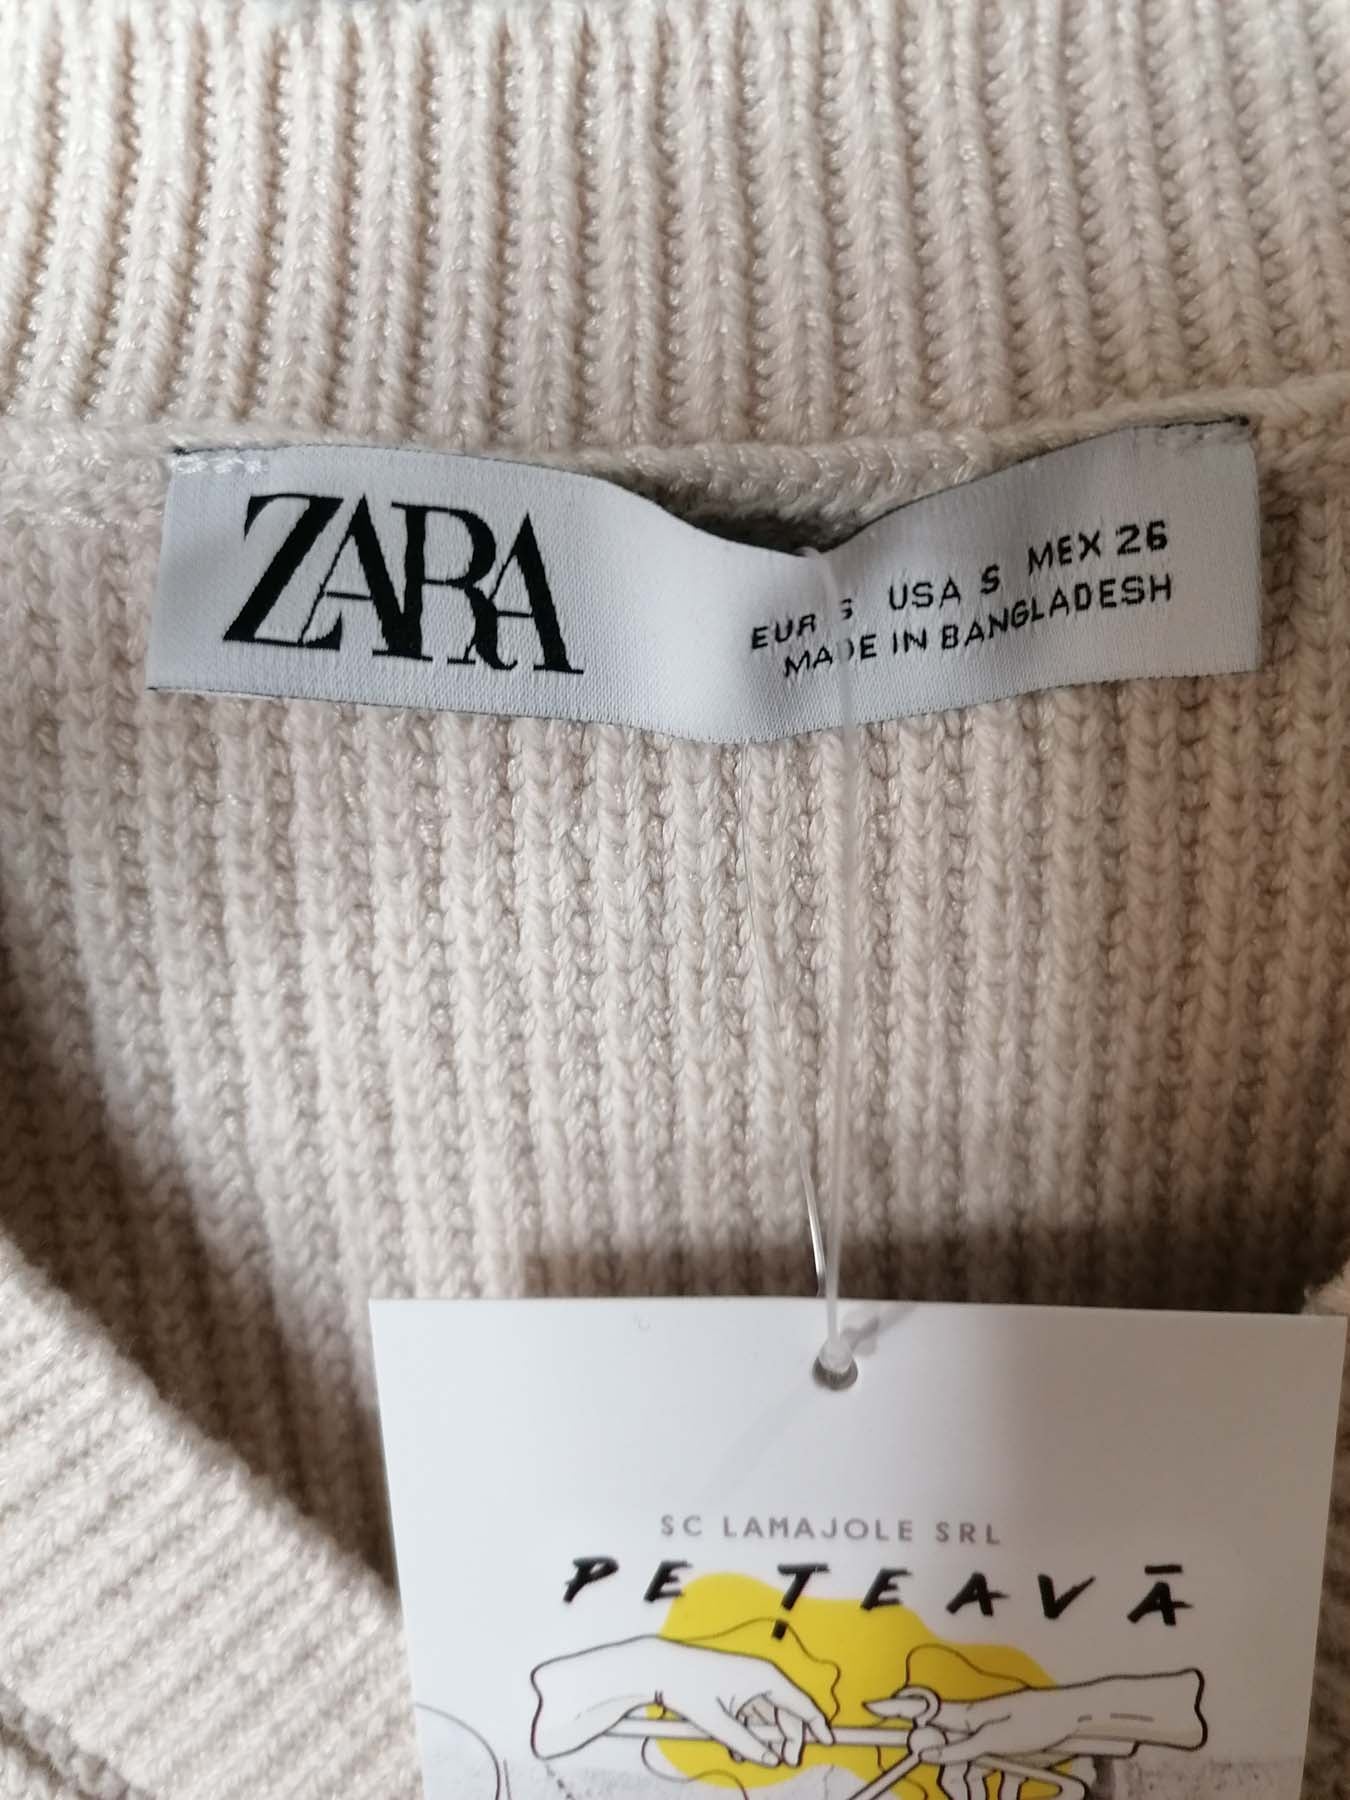 ZARA
EUR S USA S MEX 26
MADE IN BANGLADESH
SC LAMAJOLE SRL
PE ȚEAVĂ